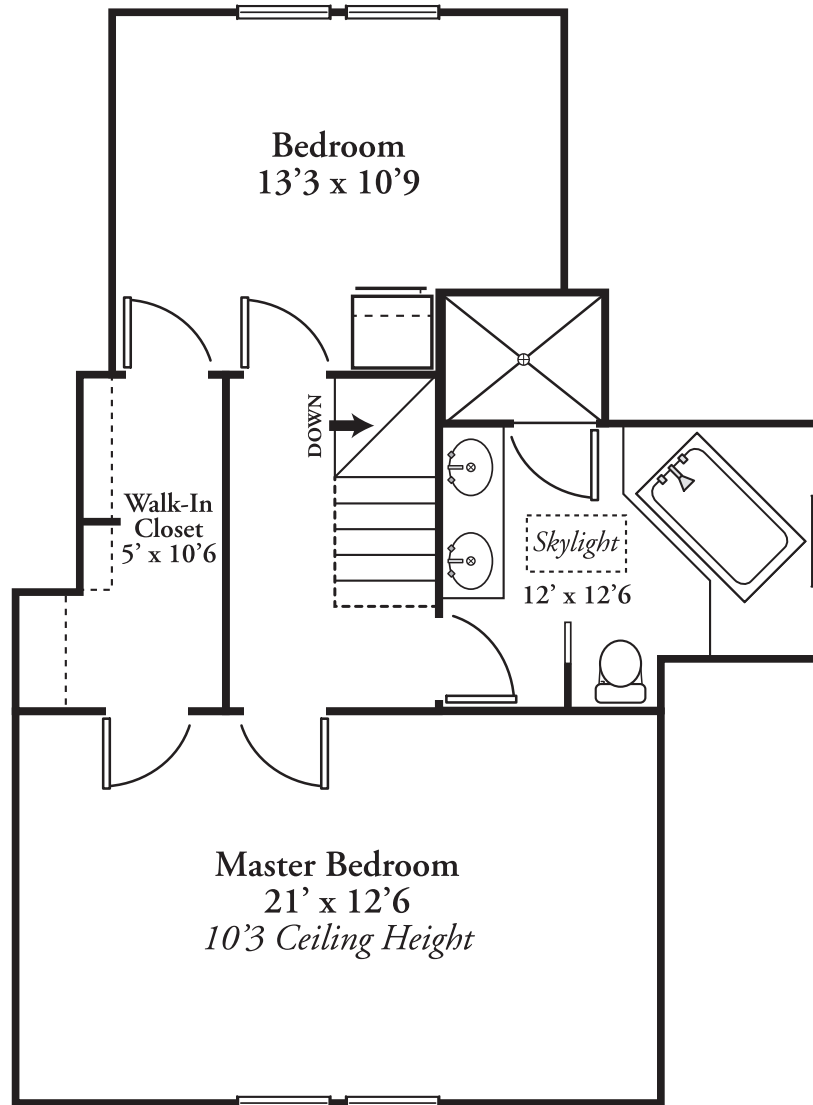 Bedroom
13’3 x 10’9
DOWN
Walk-In
Closet
5’ x 10’6
Skylight
12’ x 12’6
Master Bedroom
21’ x 12’6
10’3 Ceiling Height